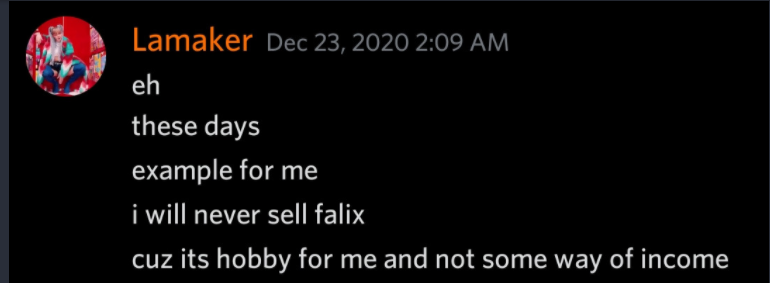 Lamaker Dec 23, 2020 2:09 AM
eh
these days
example for me
i will never sell falix
cuz its hobby for me and not some way of income